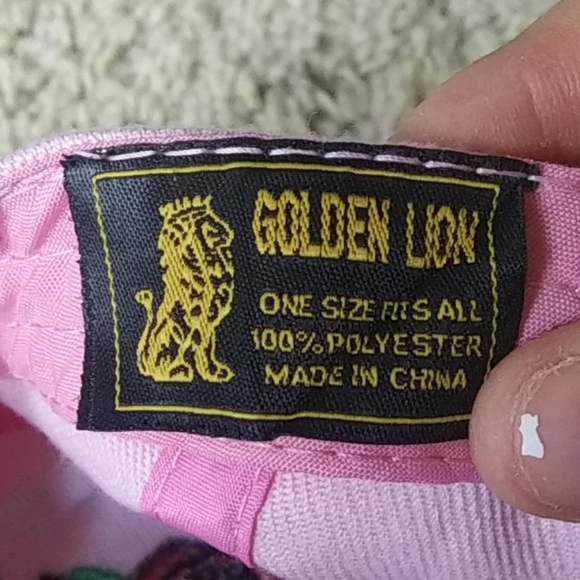 GOLDEN LION
ONE SIZE FITS ALL
100% POLYESTER
MADE IN CHINA